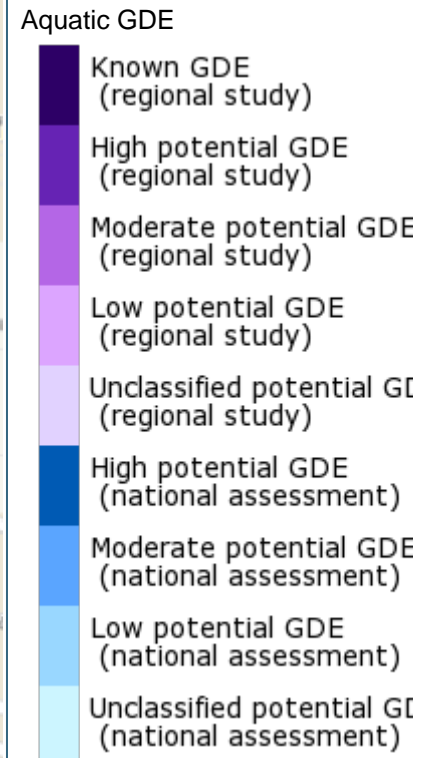 Aquatic GDE
Known GDE
(regional study)
High potential GDE
(regional study)
Moderate potential GDE
(regional study)
Low potential GDE
(regional study)
Unclassified potential
(regional study)
High potential GDE
(national assessment)
Moderate potential GDE
(national assessment)
Low potential GDE
(national assessment)
Unclassified potential
(national assessment)